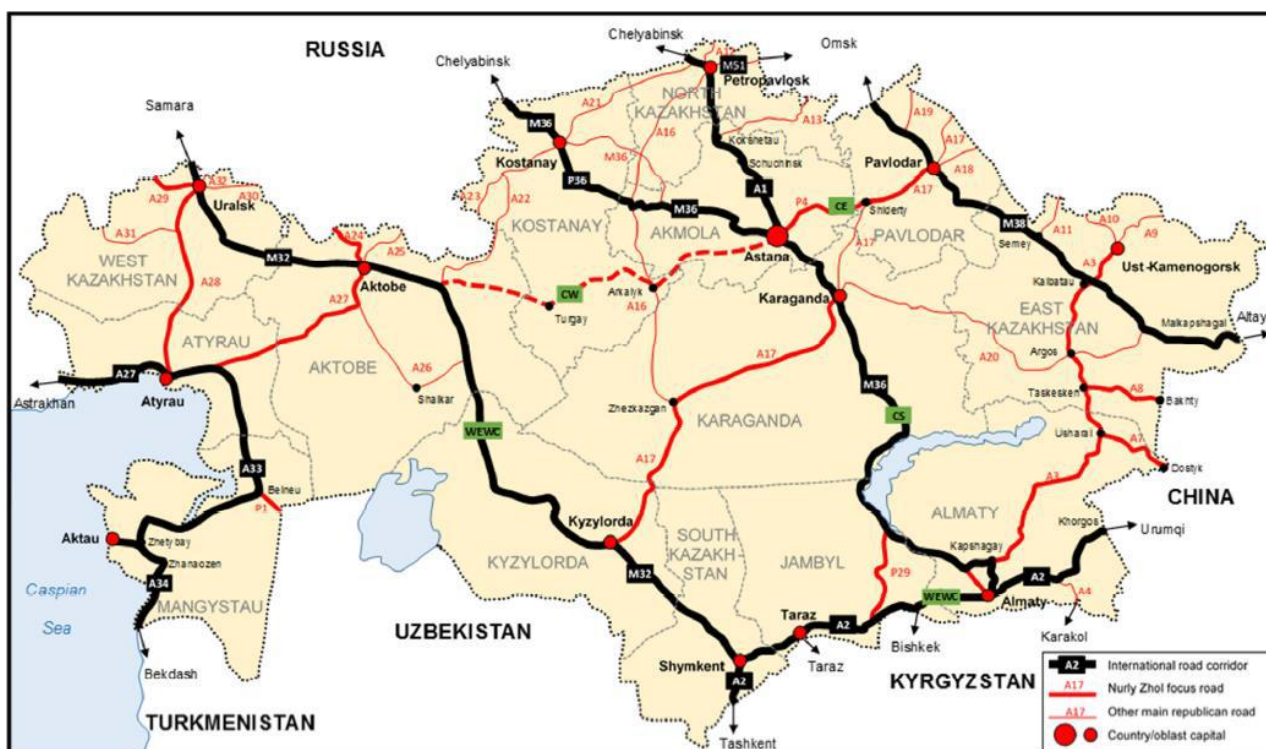 RUSSIA
Chelyabinsk
Omsk
Chelyabinsk
A12
M51
Petropavlosk
Samara
M36
A21
NORTH
KAZAKHSTAN
A19
A16
A13
A17
Kokshetau
Kostanay
M36
Schuchinsk
Pavlodar
A18
A32
A30
A29
Uralsk
P36
A1
A17
P4
CE
Shiderty
A23
A22
M36
KOSTANAY
AKMOLA
PAVLODAR
M38
A11
A10
A9
Semey
A31
A24
A25
WEST
KAZAKHSTAN
M32
Astana
A17
A3
Ust-Kamenogorsk
A28
Aktobe
CW
Arkalyk
Karaganda
Kalbatau
EAST
KAZAKHSTAN
A27
Turgay
A16
Altay
Malkapshagai
ATYRAU
A17
A20
Argos
AKTOBE
A26
Shalkar
M36
A27
Astrakhan
Atyrau
Taskesken
A8
Bakhty
Zhezkazgan
KARAGANDA
CS
WEWC
Usharal
A7
Dostyk
A33
A17
A3
Beineu
P1
CHINA
ALMATY
Khorgos
Urumqi
Aktau
Zhetybay
Kyzylorda
SOUTH
KAZAKH-
STAN
JAMBYL
Kapshagay
Zhanaozen
KYZYLORDA
M32
P29
A2
A34
Caspian
Sea
MANGYSTAU
WEWC
Almaty
A4
Taraz
A2
UZBEKISTAN
Bishkek
Karakol
Shymkent
Taraz
A2
Bekdash
KYRGYZSTAN
TURKMENISTAN
Tashkent
A2 International road corridor
A17 Nurly Zhol focus road
A17 Other main republican road
Country/oblast capital